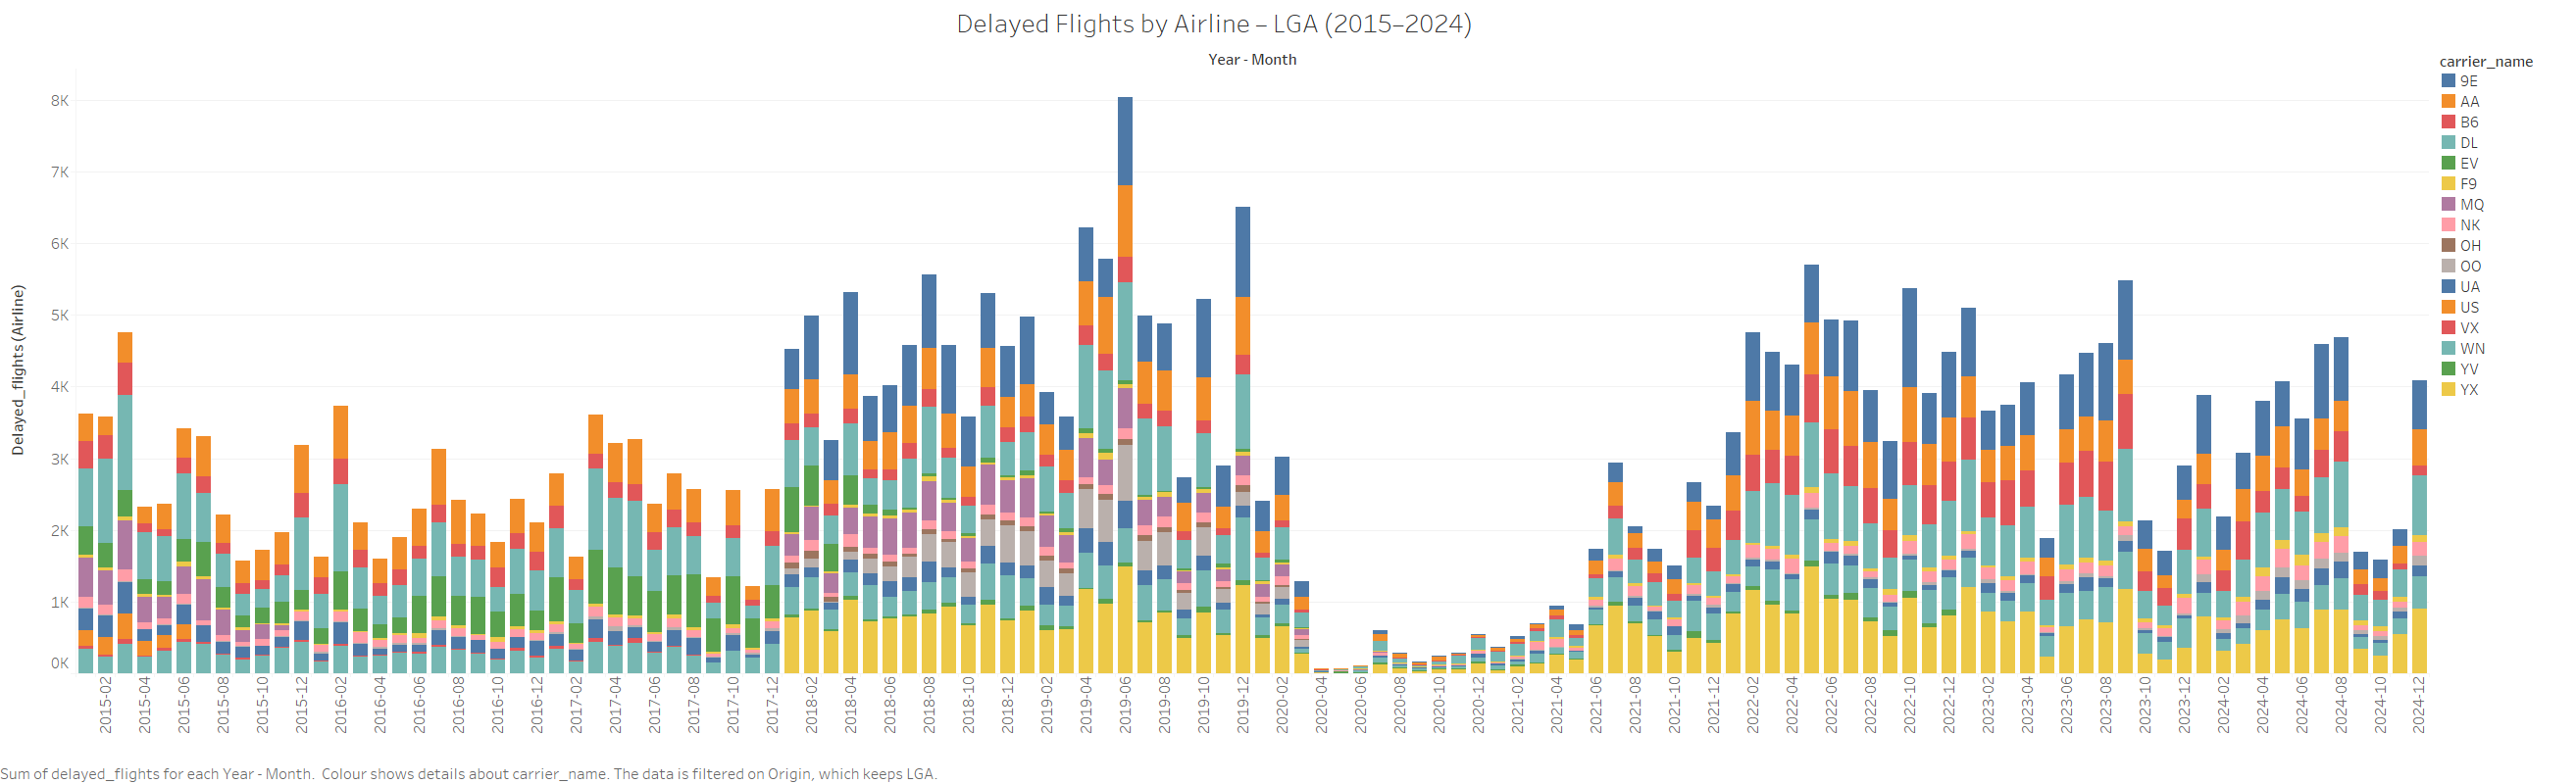 Delayed Flights by Airline – LGA (2015–2024)
Year - Month
carrier_name
9E
AA
B6
DL
EV
F9
MQ
NK
OH
OO
UA
US
VX
WN
YV
YX
Delayed_flights (Airline)
8K
7K
6K
5K
4K
3K
2K
1K
0K
2015-02
2015-04
2015-06
2015-08
2015-10
2015-12
2016-02
2016-04
2016-06
2016-08
2016-10
2016-12
2017-02
2017-04
2017-06
2017-08
2017-10
2017-12
2018-02
2018-04
2018-06
2018-08
2018-10
2018-12
2019-02
2019-04
2019-06
2019-08
2019-10
2019-12
2020-02
2020-04
2020-06
2020-08
2020-10
2020-12
2021-02
2021-04
2021-06
2021-08
2021-10
2021-12
2022-02
2022-04
2022-06
2022-08
2022-10
2022-12
2023-02
2023-04
2023-06
2023-08
2023-10
2023-12
2024-02
2024-04
2024-06
2024-08
2024-10
2024-12
Sum of delayed_flights for each Year - Month. Colour shows details about carrier_name. The data is filtered on Origin, which keeps LGA.